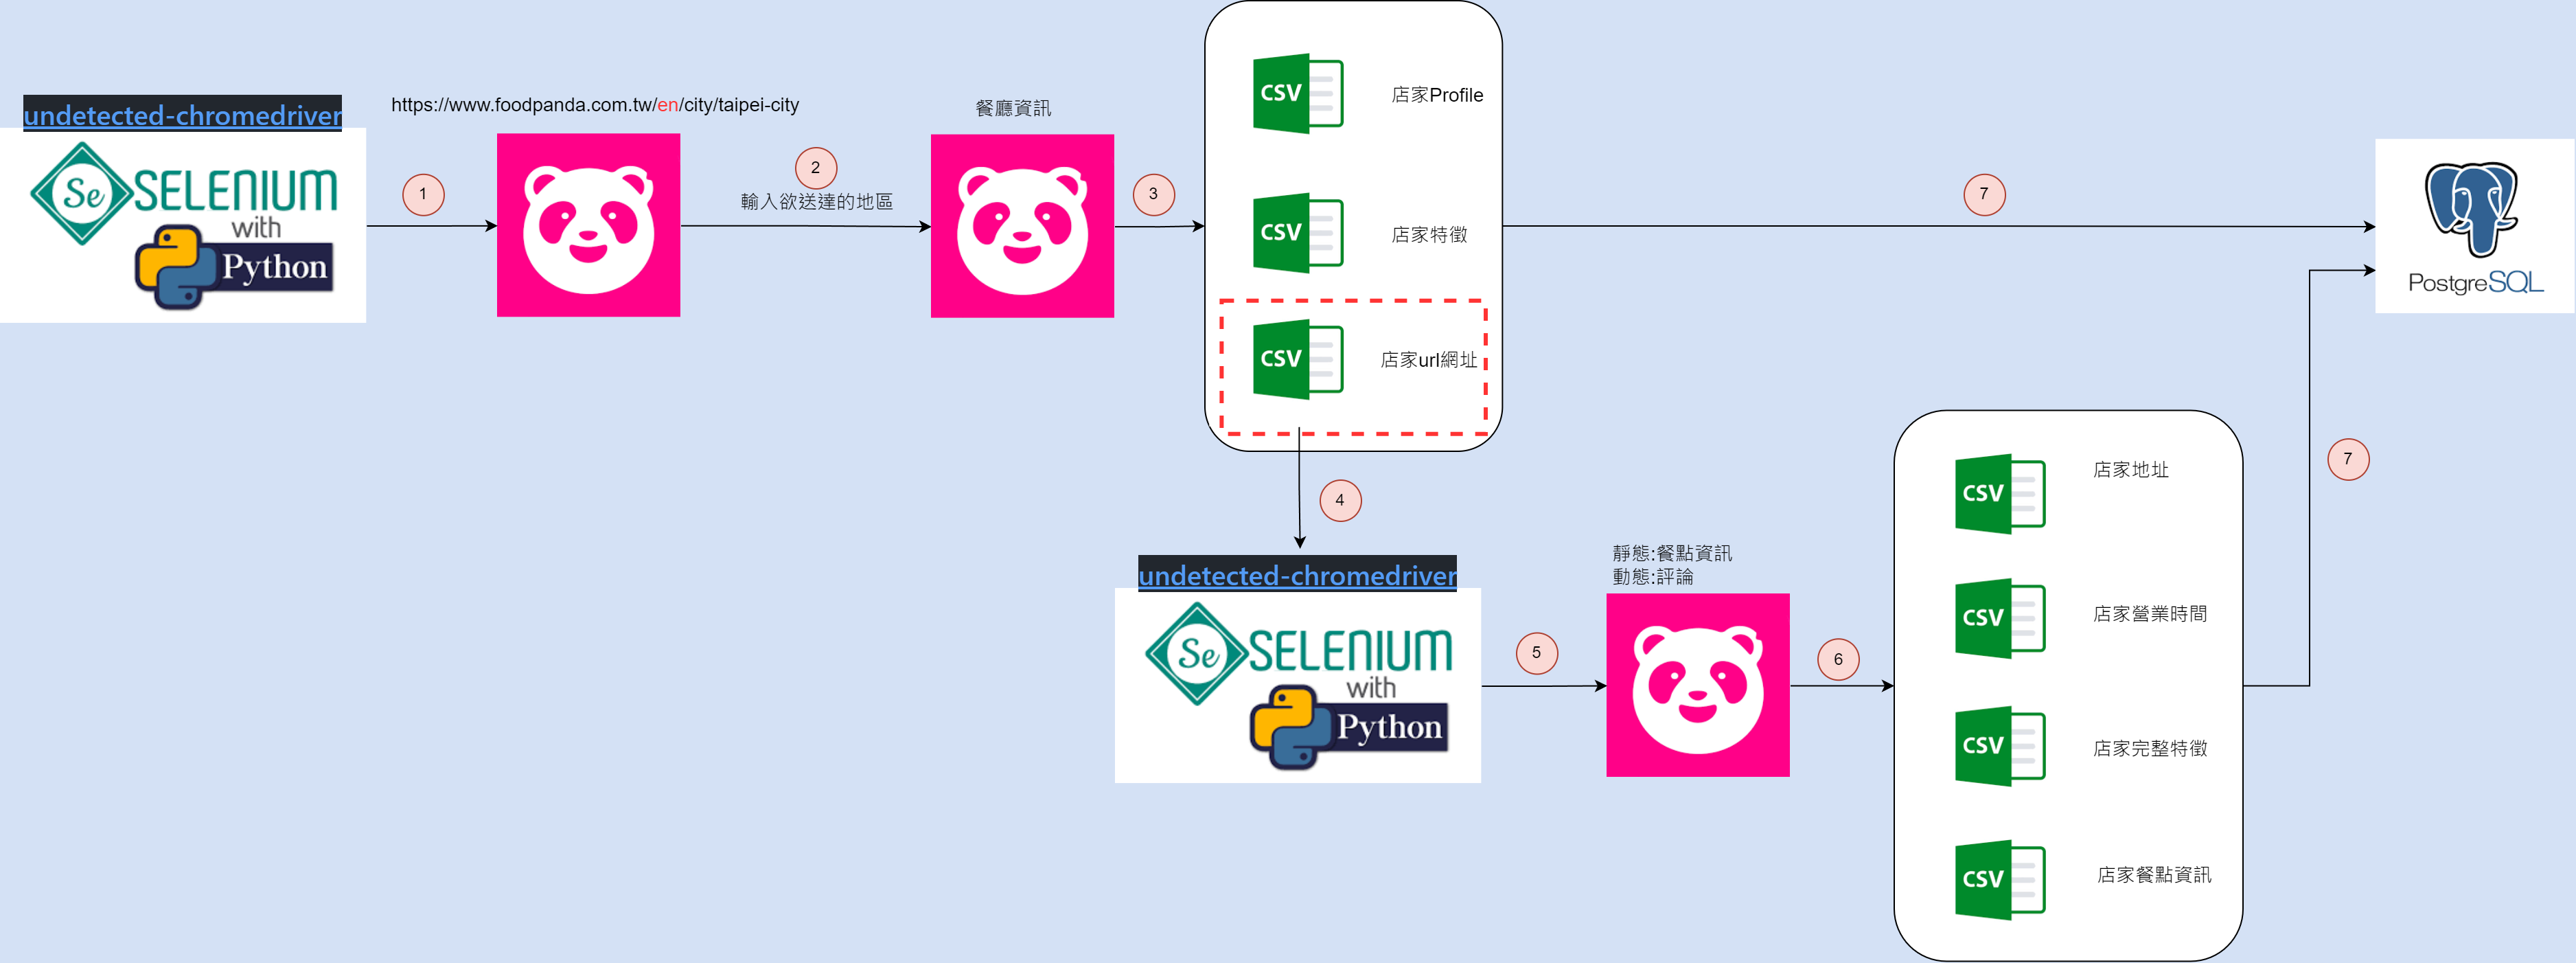 undetected-chromedriver
Se SELENIUM
with
Python
1
https://www.foodpanda.com.tw/en/city/taipei-city
2
輸入欲送達的地區
餐廳資訊
3
CSV 店家Profile
CSV 店家特徵
CSV 店家url網址
7
PostgreSQL
4
undetected-chromedriver
Se SELENIUM
with
Python
5
靜態:餐點資訊
動態:評論
6
CSV 店家地址
CSV 店家營業時間
CSV 店家完整特徵
CSV 店家餐點資訊
7